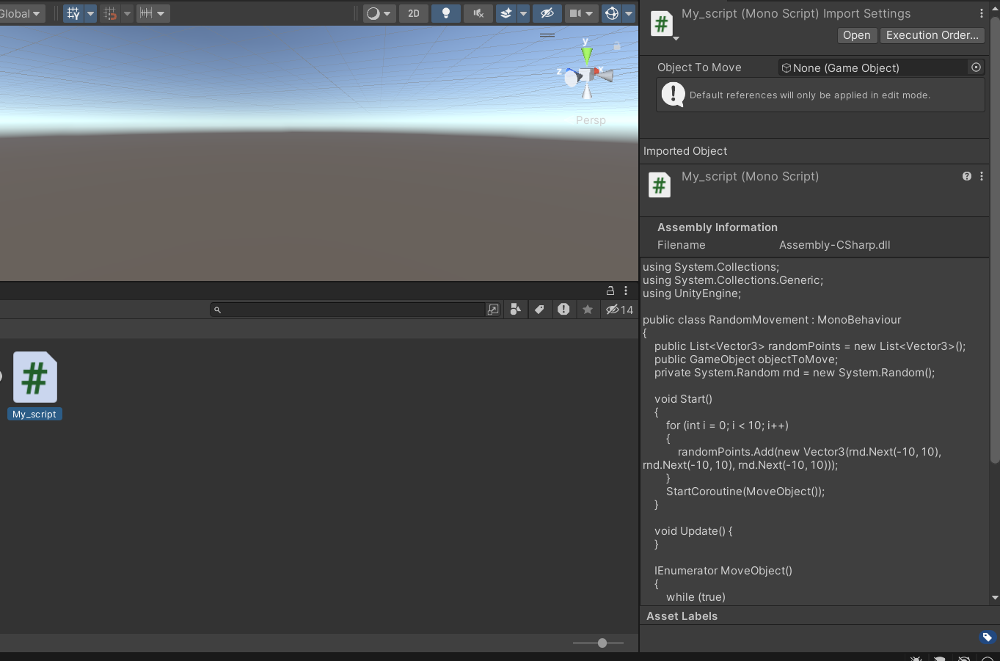 Global
2D
y
z
x
Persp
14
My_script
My_script (Mono Script) Import Settings
Open
Execution Order...
Object To Move
None (Game Object)
Default references will only be applied in edit mode.
Imported Object
My_script (Mono Script)
Assembly Information
Filename Assembly-CSharp.dll
using System.Collections;
using System.Collections.Generic;
using UnityEngine;
public class RandomMovement : MonoBehaviour
{
public List<Vector3> randomPoints = new List<Vector3>();
public GameObject objectToMove;
private System.Random rnd = new System.Random();
void Start()
{
for (int i = 0; i < 10; i++)
{
randomPoints.Add(new Vector3(rnd.Next(-10, 10),
rnd.Next(-10, 10), rnd.Next(-10, 10)));
}
StartCoroutine(MoveObject());
}
void Update() {
}
IEnumerator MoveObject()
{
while (true)
Asset Labels